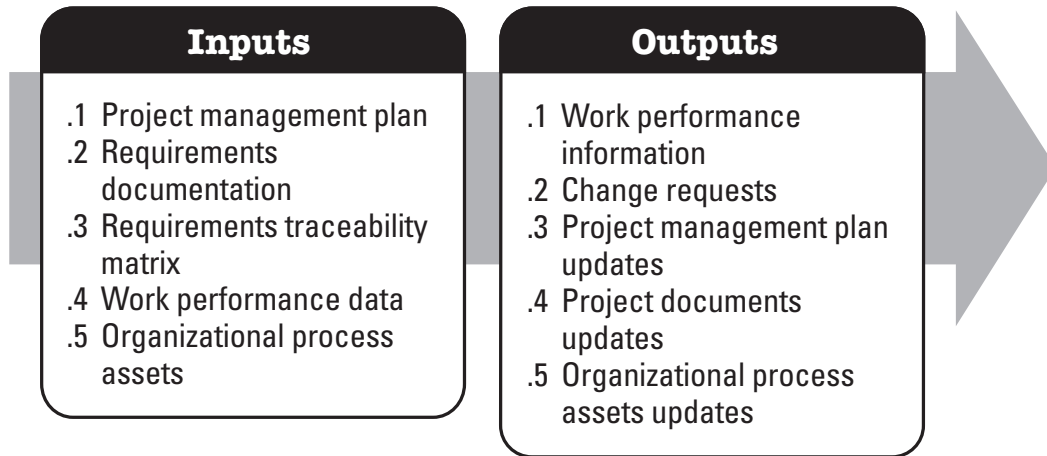 Inputs
.1 Project management plan
.2 Requirements
documentation
.3 Requirements traceability
matrix
.4 Work performance data
.5 Organizational process
assets
Outputs
.1 Work performance
information
.2 Change requests
.3 Project management plan
updates
.4 Project documents
updates
.5 Organizational process
assets updates